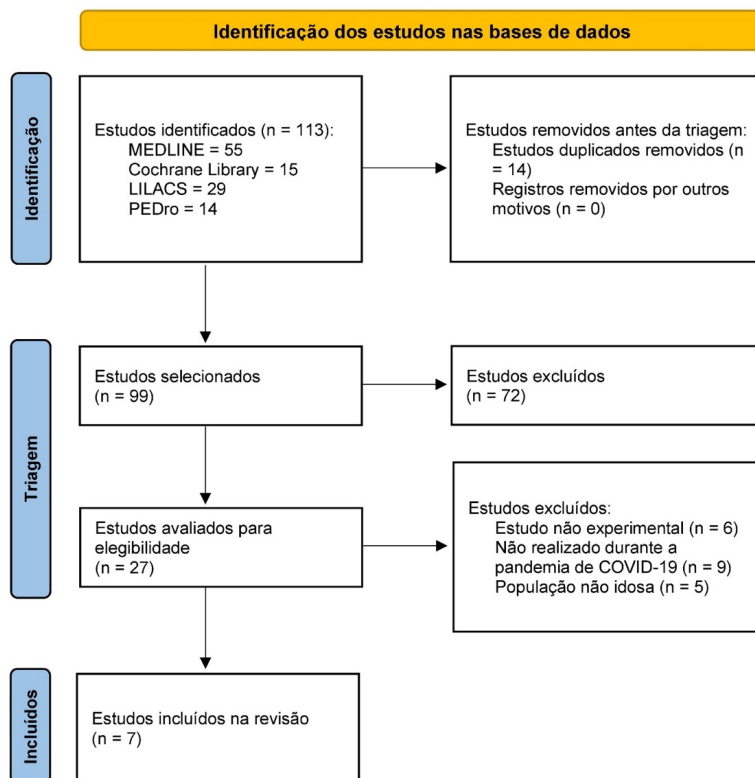 Identificação dos estudos nas bases de dados
Identificação
Estudos identificados (n = 113):
MEDLINE = 55
Cochrane Library = 15
LILACS = 29
PEDro = 14
Estudos removidos antes da triagem:
Estudos duplicados removidos (n
= 14)
Registros removidos por outros
motivos (n = 0)
Triagem
Estudos selecionados
(n = 99)
Estudos excluídos
(n = 72)
Estudos avaliados para
elegibilidade
(n = 27)
Estudos excluídos:
Estudo não experimental (n = 6)
Não realizado durante a
pandemia de COVID-19 (n = 9)
População não idosa (n = 5)
Incluídos
Estudos incluídos na revisão
(n = 7)